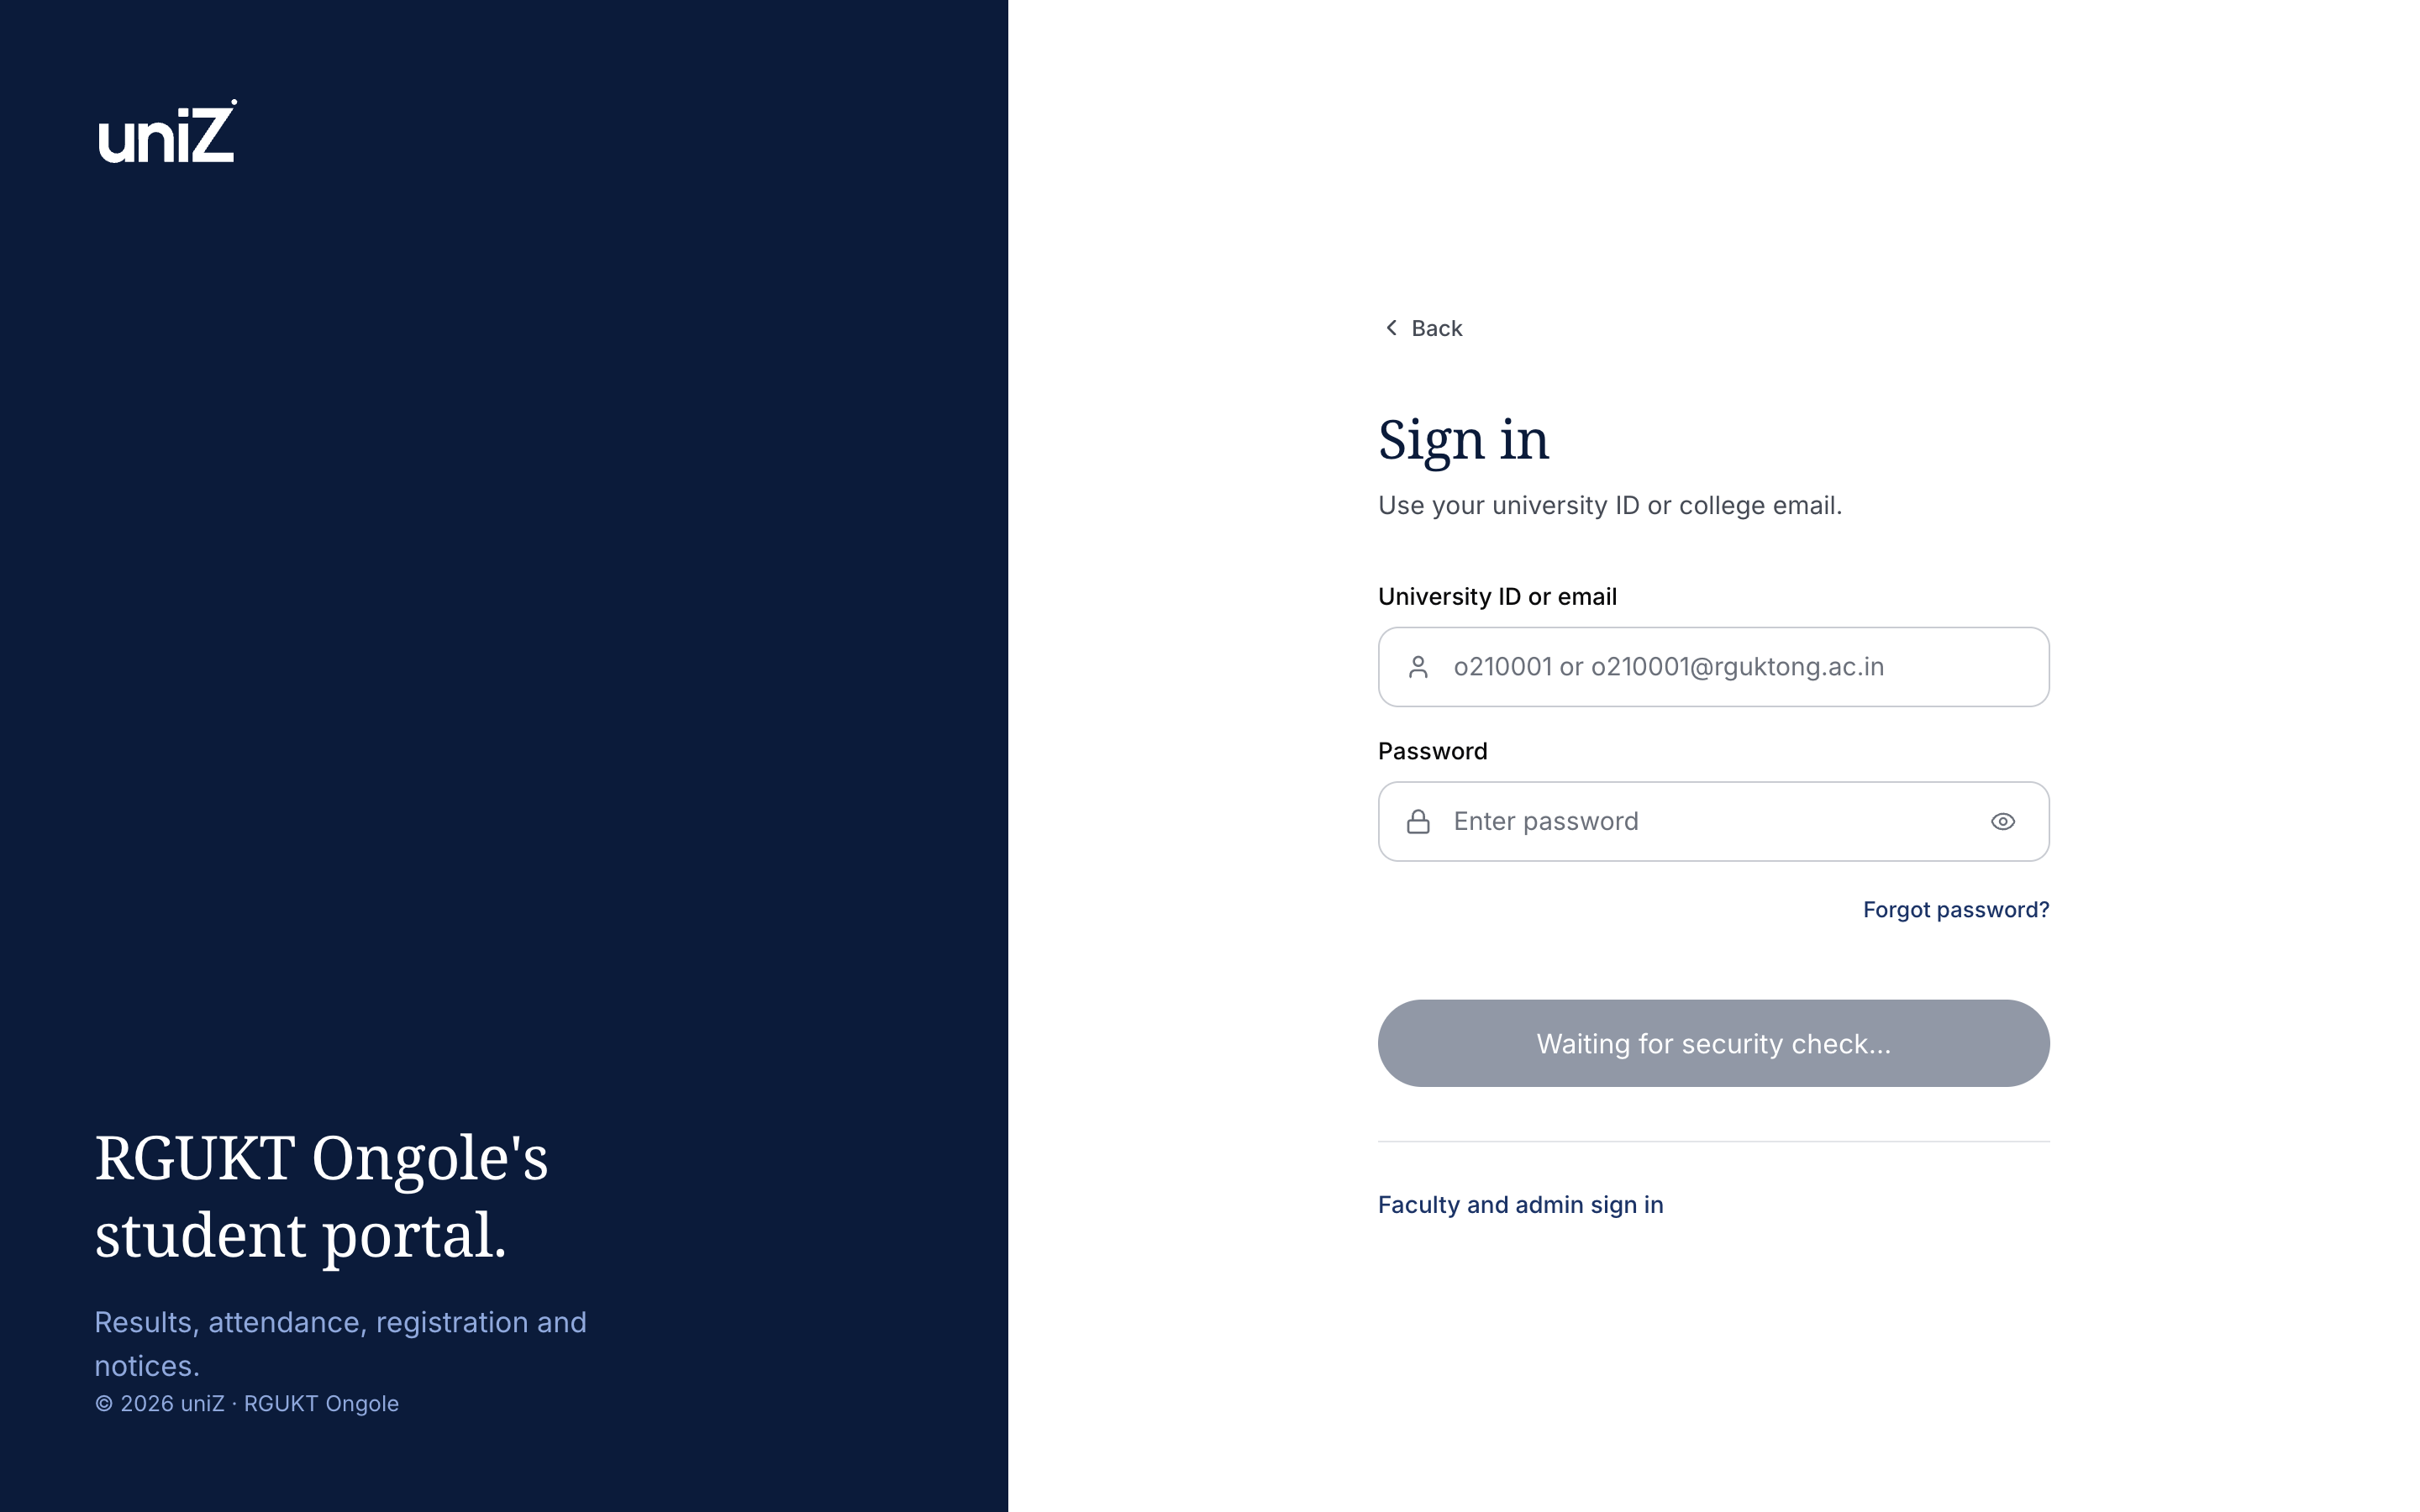 uniZ
RGUKT Ongole's
student portal.
Results, attendance, registration and
notices.
© 2026 uniZ · RGUKT Ongole
Back
Sign in
Use your university ID or college email.
University ID or email
o210001 or o210001@rguktong.ac.in
Password
Enter password
Forgot password?
Waiting for security check...
Faculty and admin sign in